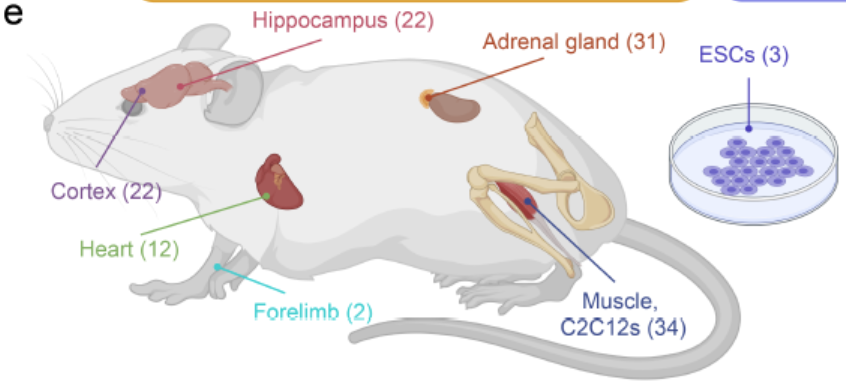 e
Hippocampus (22)
Adrenal gland (31)
ESCs (3)
Cortex (22)
Heart (12)
Forelimb (2)
Muscle,
C2C12s (34)